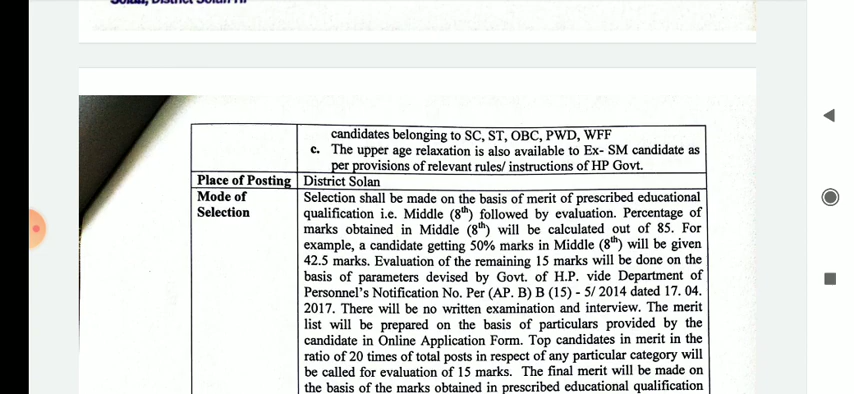 Solan, District Solan HP
candidates belonging to SC, ST, OBC, PWD, WFF
c. The upper age relaxation is also available to Ex- SM candidate as
per provisions of relevant rules/ instructions of HP Govt.
Place of Posting District Solan
Mode of Selection shall be made on the basis of merit of prescribed educational
Selection qualification i.e. Middle (8th) followed by evaluation. Percentage of
marks obtained in Middle (8th) will be calculated out of 85. For
example, a candidate getting 50% marks in Middle (8th) will be given
42.5 marks. Evaluation of the remaining 15 marks will be done on the
basis of parameters devised by Govt. of H.P. vide Department of
Personnel's Notification No. Per (AP. B) B (15) - 5/ 2014 dated 17. 04.
2017. There will be no written examination and interview. The merit
list will be prepared on the basis of particulars provided by the
candidate in Online Application Form. Top candidates in merit in the
ratio of 20 times of total posts in respect of any particular category will
be called for evaluation of 15 marks. The final merit will be made on
the basis of the marks obtained in prescribed educational qualification